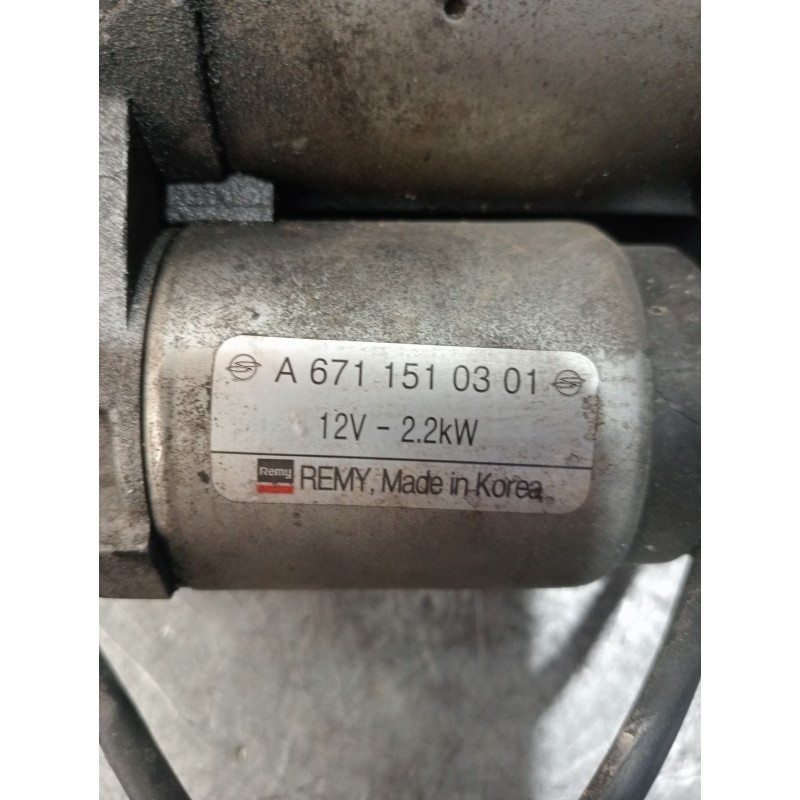 A 671 151 03 01
12V - 2.2kW
Remy REMY, Made in Korea